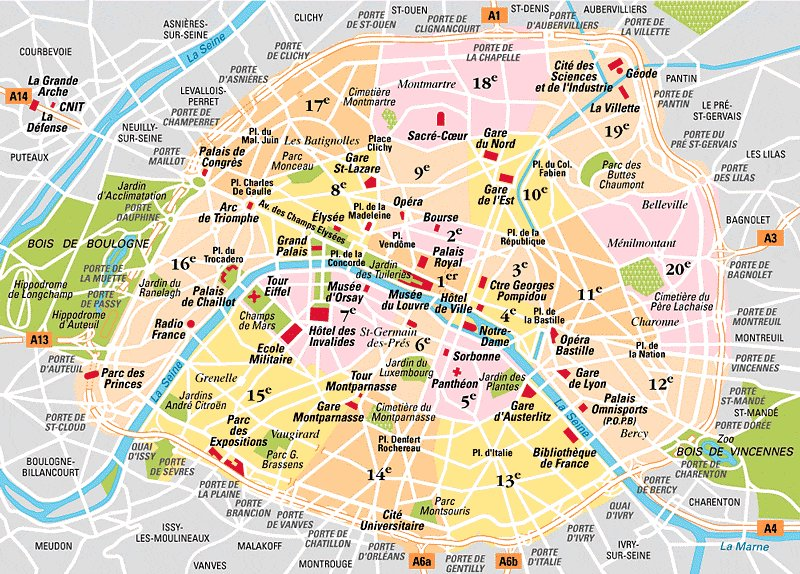 CLICHY
ST-OUEN
PORTE
DE ST-OUEN
PORTE DE
CLIGNANCOURT
A1
ST-DENIS
PORTE
D'AUBERVILLIERS
AUBERVILLIERS
PORTE DE
LA VILLETTE
ASNIÈRES-
SUR-SEINE
La Seine
COURBEVOIE
PORTE
DE CLICHY
PORTE DE
LA CHAPELLE
PORTE
D'ASNIÈRES
LEVALLOIS-
PERRET
La Grande
Arche
CNIT
La
Défense
A14
PORTE DE
CHAMPERRET
NEUILLY-
SUR-SEINE
PUTEAUX
PORTE
MAILLOT
17e
Cimetière
Montmartre
Montmartre
18e
Sacré-Cœur
Cité des
Sciences
et de l'Industrie
Géode
La Villette
PANTIN
PORTE
DE PANTIN
19e
LE PRÉ-
ST-GERVAIS
PORTE DU
PRÉ ST-GERVAIS
LES LILAS
PORTE
DES LILAS
Pl. du
Mal. Juin
Les Batignolles
Place
Clichy
Palais de
Congrès
Parc
Monceau
Gare
St-Lazare
9e
Gare
du Nord
Pl. du Col.
Fabien
Parc des
Buttes
Chaumont
Gare
de l'Est
10e
Jardin
d'Acclimatation
PORTE
DAUPHINE
Pl. Charles
De Gaulle
8e
Arc
de Triomphe
Av. des Champs Elysées
Élysée
Pl. de la
Madeleine
Opéra
Bourse
2e
Pl.
Vendôme
Pl. de la
République
Belleville
BAGNOLET
A3
PORTE
DE BAGNOLET
BOIS DE BOULOGNE
Ménilmontant
20e
Cimetière du
Père Lachaise
16e
PORTE DE
LA MUETTE
PORTE
DE PASSY
Jardin du
Ranelagh
Pl. du
Trocadero
Palais
de Chaillot
Grand
Palais
Pl. de la
Concorde
Jardin
des Tuileries
Palais
Royal
1er
3e
Ctre Georges
Pompidou
11e
Tour
Eiffel
Musée
d'Orsay
Musée
du Louvre
Hôtel
de Ville
4e
Pl. de
la Bastille
Charonne
PORTE DE
MONTREUIL
MONTREUIL
Hippodrome
de Longchamp
Hippodrome
d'Auteuil
A13
PORTE
D'AUTEUIL
Radio
France
Champs
de Mars
7e
Hôtel des
Invalides
St-Germain
des-Prés
6e
Notre-
Dame
Opéra
Bastille
Pl. de
la Nation
PORTE DE
VINCENNES
Ecole
Militaire
Parc des
Princes
La Seine
Grenelle
15e
Jardin du
Luxembourg
Sorbonne
Panthéon
5e
Jardin des
Plantes
Gare
de Lyon
12e
PORTE
ST-MANDÉ
ST-MANDÉ
PORTE DORÉE
Jardins
André Citroën
Tour
Montparnasse
Gare
Montparnasse
Cimetière du
Montparnasse
Gare
d'Austerlitz
La Seine
Palais
Omnisports
(P.O.P.B)
Bercy
Zoo
BOIS DE VINCENNES
PORTE DE
ST-CLOUD
Parc
des
Expositions
Vaugirard
Parc G.
Brassens
Pl. Denfert
Rochereau
14e
Pl. d'Italie
13e
Bibliothèque
de France
PORTE DE
CHARENTON
PORTE
DE BERCY
CHARENTON
BOULOGNE-
BILLANCOURT
QUAI
D'ISSY
PORTE
DE SÈVRES
PORTE
DE LA PLAINE
PORTE
BRANCION
PORTE
DE VANVES
PORTE DE
CHATILLON
Cité
Universitaire
Parc
Montsouris
PORTE
D'ORLÉANS
A6a
PORTE DE
GENTILLY
A6b
PORTE
D'ITALIE
QUAI
D'IVRY
PORTE
D'IVRY
IVRY-
SUR-SEINE
A4
La Marne
ISSY-
LES-MOULINEAUX
MEUDON
VANVES
MALAKOFF
MONTROUGE